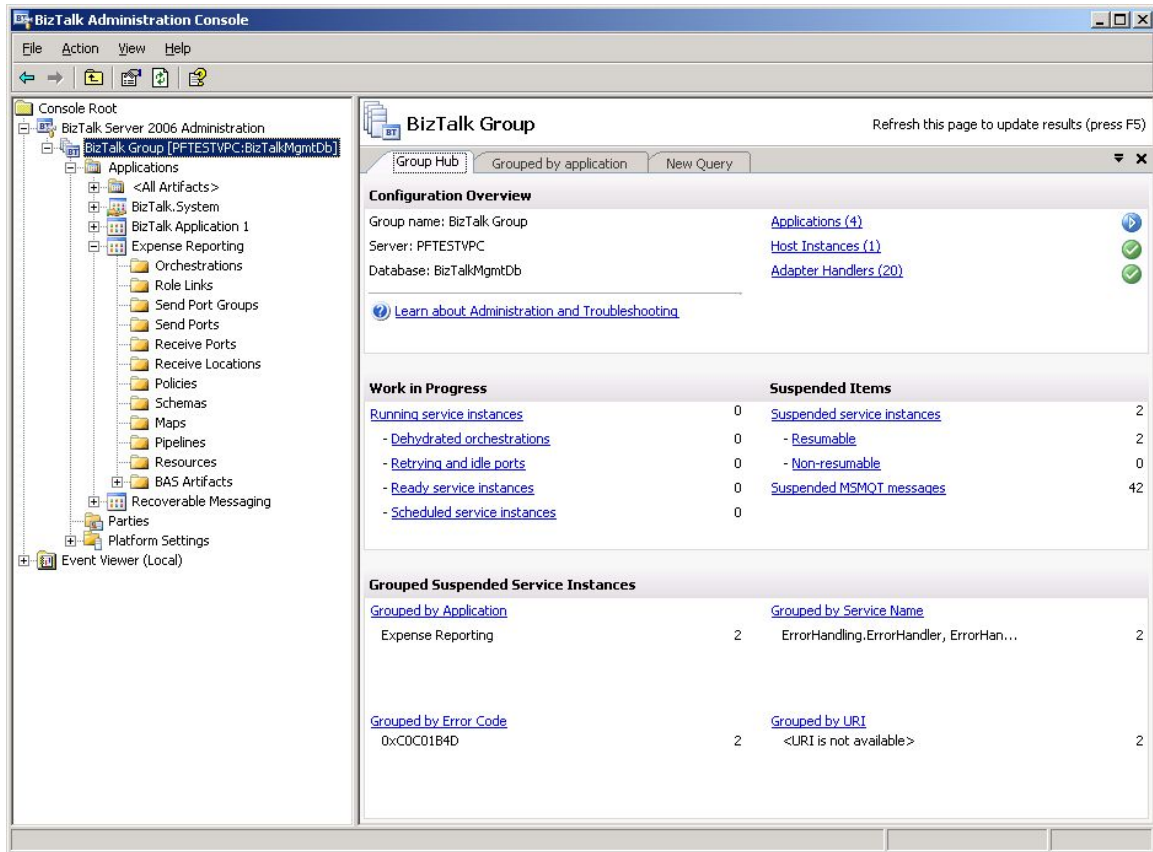 BizTalk Administration Console
File Action View Help
Console Root
BizTalk Server 2006 Administration
BizTalk Group [PFTESTVPC:BizTalkMgmtDb]
Applications
<All Artifacts>
BizTalk.System
BizTalk Application 1
Expense Reporting
Orchestrations
Role Links
Send Port Groups
Send Ports
Receive Ports
Receive Locations
Policies
Schemas
Maps
Pipelines
Resources
BAS Artifacts
Recoverable Messaging
Parties
Platform Settings
Event Viewer (Local)
BizTalk Group
Refresh this page to update results (press F5)
Group Hub Grouped by application New Query
Configuration Overview
Group name: BizTalk Group Applications (4)
Server: PFTESTVPC Host Instances (1)
Database: BizTalkMgmtDb Adapter Handlers (20)
Learn about Administration and Troubleshooting
Work in Progress Suspended Items
Running service instances 0 Suspended service instances 2
- Dehydrated orchestrations 0 - Resumable 2
- Retrying and idle ports 0 - Non-resumable 0
- Ready service instances 0 Suspended MSMQT messages 42
- Scheduled service instances 0
Grouped Suspended Service Instances
Grouped by Application Grouped by Service Name
Expense Reporting 2 ErrorHandling.ErrorHandler, ErrorHan... 2
Grouped by Error Code Grouped by URI
0xC0C01B4D 2 <URI is not available> 2